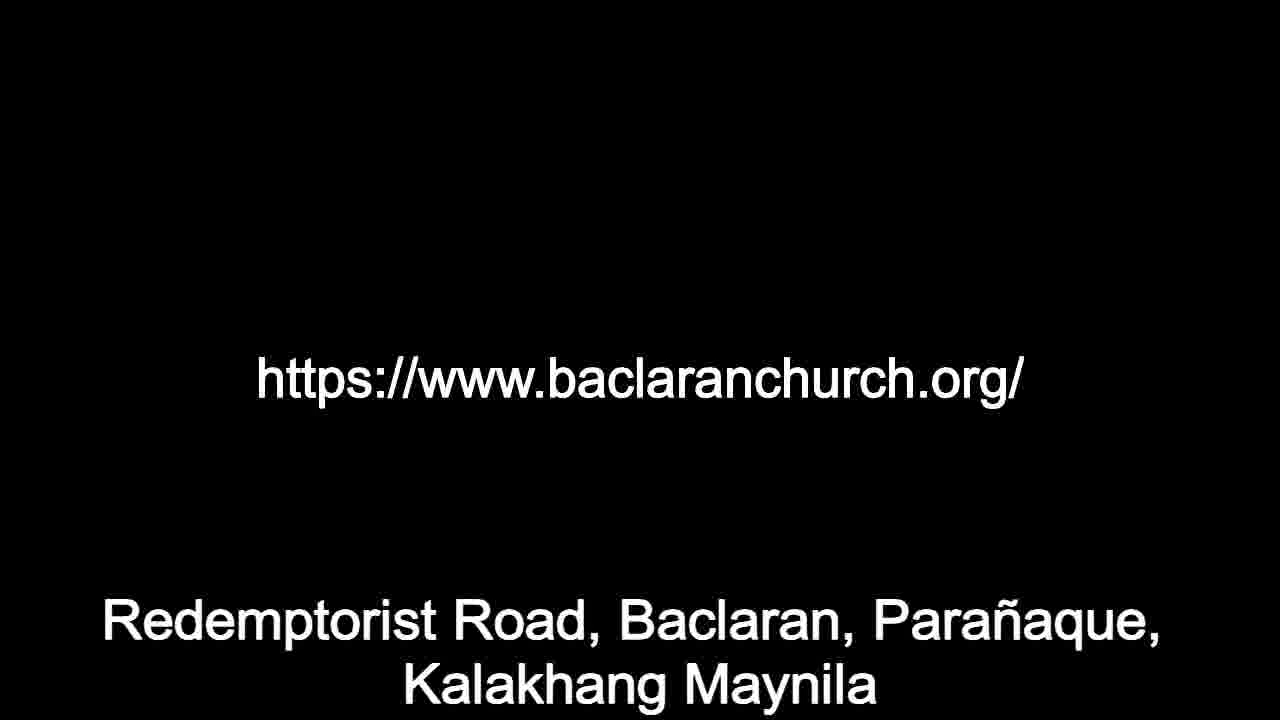 https://www.baclaranchurch.org/
Redemptorist Road, Baclaran, Parañaque,
Kalakhang Maynila